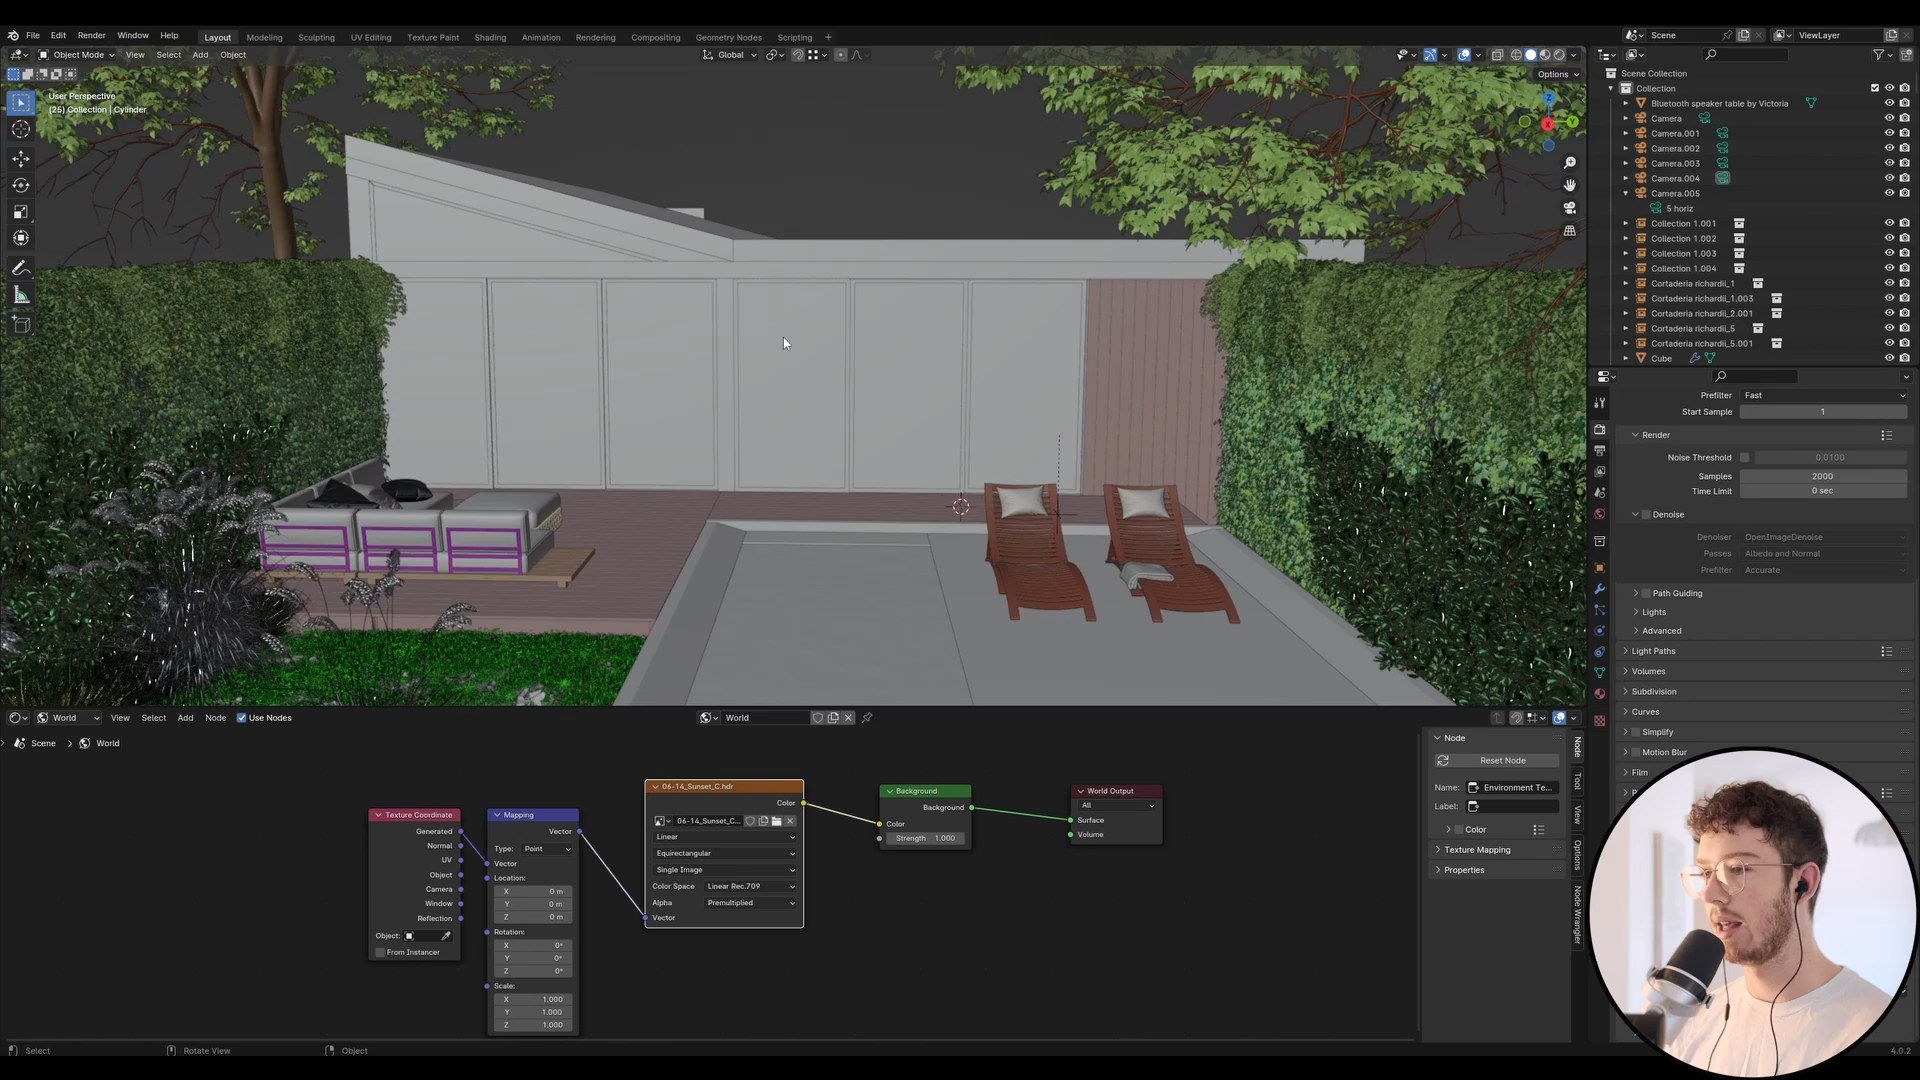 File Edit Render Window Help Layout Modeling Sculpting UV Editing Texture Paint Shading Animation Rendering Compositing Geometry Nodes Scripting + Scene ViewLayer
Object Mode View Select Add Object Global
Options
User Perspective
(25) Collection | Cylinder
Z
X
Y
Scene Collection
Collection
Bluetooth speaker table by Victoria
Camera
Camera.001
Camera.002
Camera.003
Camera.004
Camera.005
5 horiz
Collection 1.001
Collection 1.002
Collection 1.003
Collection 1.004
Cortaderia richardii_1
Cortaderia richardii_1.003
Cortaderia richardii_2.001
Cortaderia richardii_5
Cortaderia richardii_5.001
Cube
Prefilter Fast
Start Sample 1
Render
Noise Threshold 0.0100
Samples 2000
Time Limit 0 sec
Denoise
Denoiser OpenImageDenoise
Passes Albedo and Normal
Prefilter Accurate
Path Guiding
Lights
Advanced
Light Paths
Volumes
Subdivision
Curves
Simplify
Motion Blur
Film
World View Select Add Node Use Nodes World
Scene > World
Texture Coordinate
Generated
Normal
UV
Object
Camera
Window
Reflection
Object:
From Instancer
Mapping
Vector
Type: Point
Vector
Location:
X 0 m
Y 0 m
Z 0 m
Rotation:
X 0°
Y 0°
Z 0°
Scale:
X 1.000
Y 1.000
Z 1.000
06-14_Sunset_C.hdr
Color
06-14_Sunset_C...
Linear
Equirectangular
Single Image
Color Space Linear Rec.709
Alpha Premultiplied
Vector
Background
Background
Color
Strength 1.000
World Output
All
Surface
Volume
Node
Reset Node
Name: Environment Te...
Label:
Color
Texture Mapping
Properties
Node
Tool
View
Options
Node Wrangler
Select Rotate View Object 4.0.2